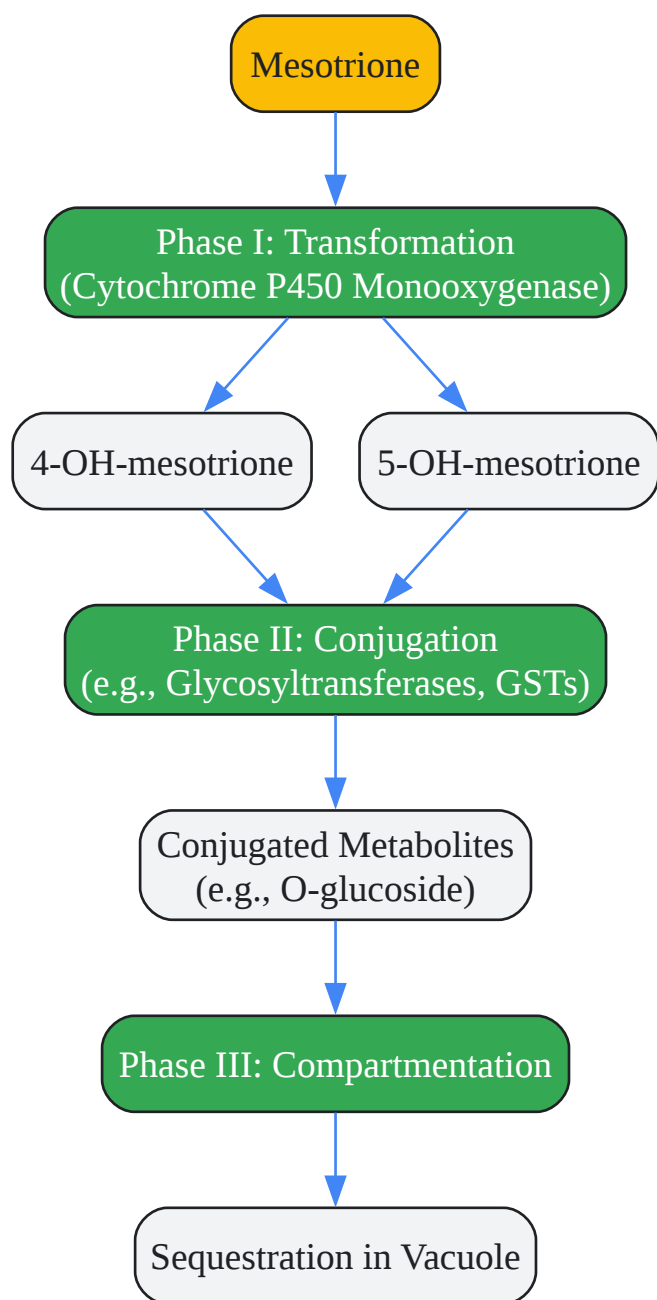 Mesotrione
Phase I: Transformation
(Cytochrome P450 Monooxygenase)
4-OH-mesotrione
5-OH-mesotrione
Phase II: Conjugation
(e.g., Glycosyltransferases, GSTs)
Conjugated Metabolites
(e.g., O-glucoside)
Phase III: Compartmentation
Sequestration in Vacuole